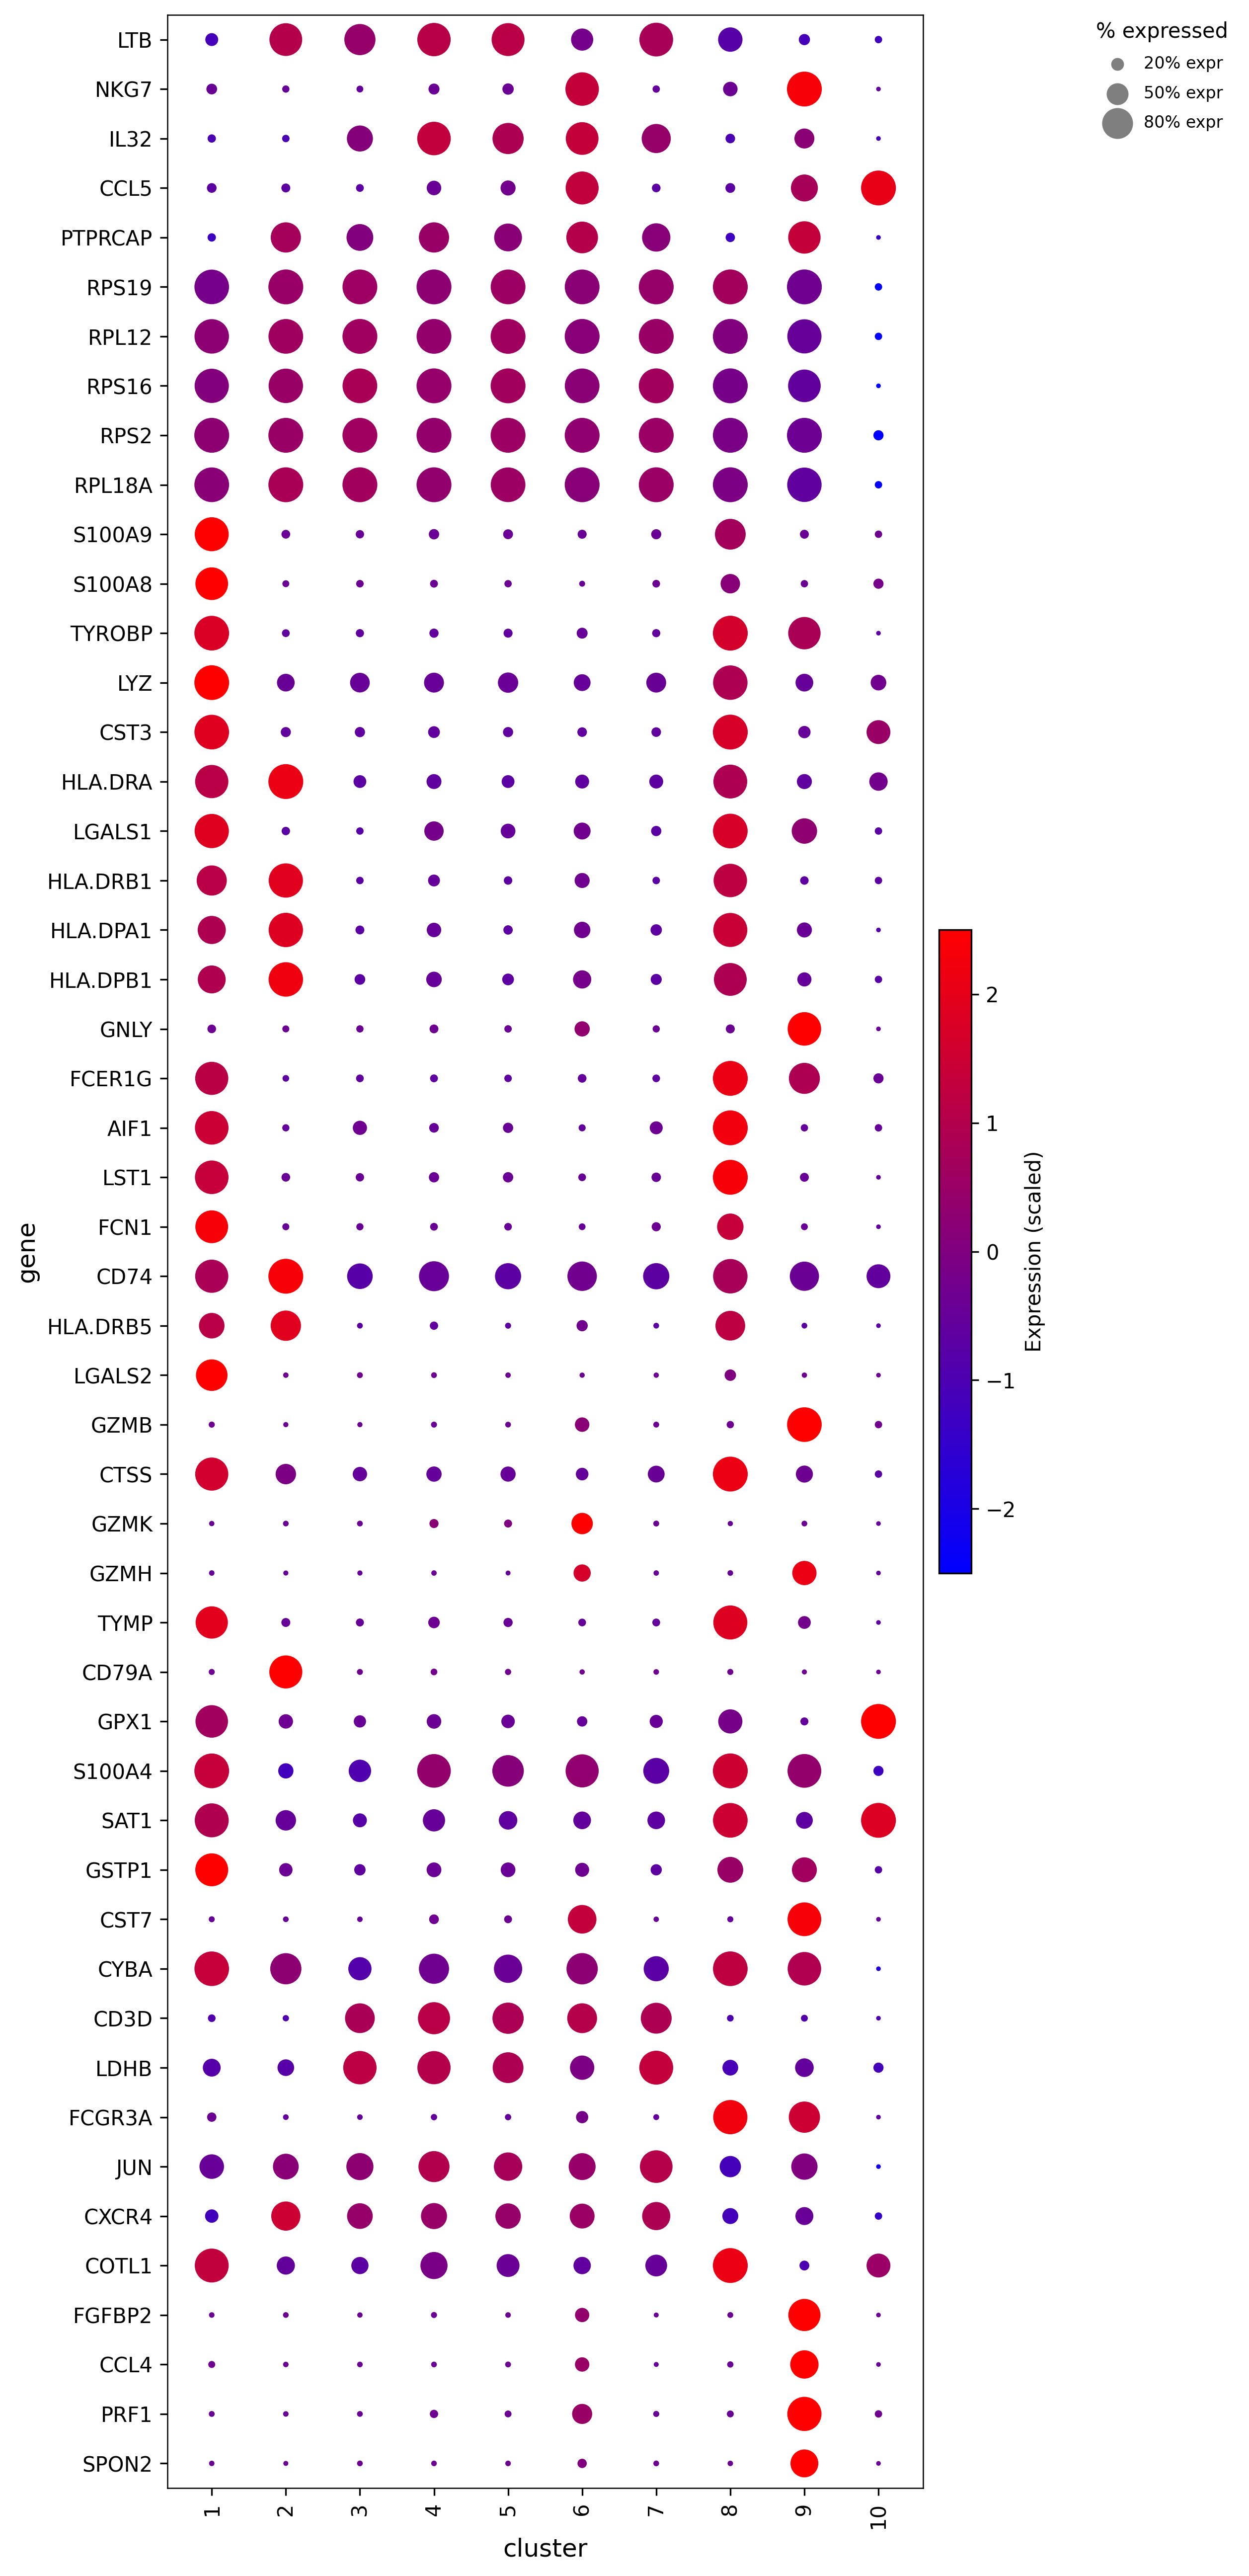 % expressed
20% expr
50% expr
80% expr
LTB
NKG7
IL32
CCL5
PTPRCAP
RPS19
RPL12
RPS16
RPS2
RPL18A
S100A9
S100A8
TYROBP
LYZ
CST3
HLA.DRA
LGALS1
HLA.DRB1
HLA.DPA1
HLA.DPB1
GNLY
FCER1G
AIF1
LST1
FCN1
CD74
HLA.DRB5
LGALS2
GZMB
CTSS
GZMK
GZMH
TYMP
CD79A
GPX1
S100A4
SAT1
GSTP1
CST7
CYBA
CD3D
LDHB
FCGR3A
JUN
CXCR4
COTL1
FGFBP2
CCL4
PRF1
SPON2
gene
2
1
0
−1
−2
Expression (scaled)
1 2 3 4 5 6 7 8 9 10
cluster